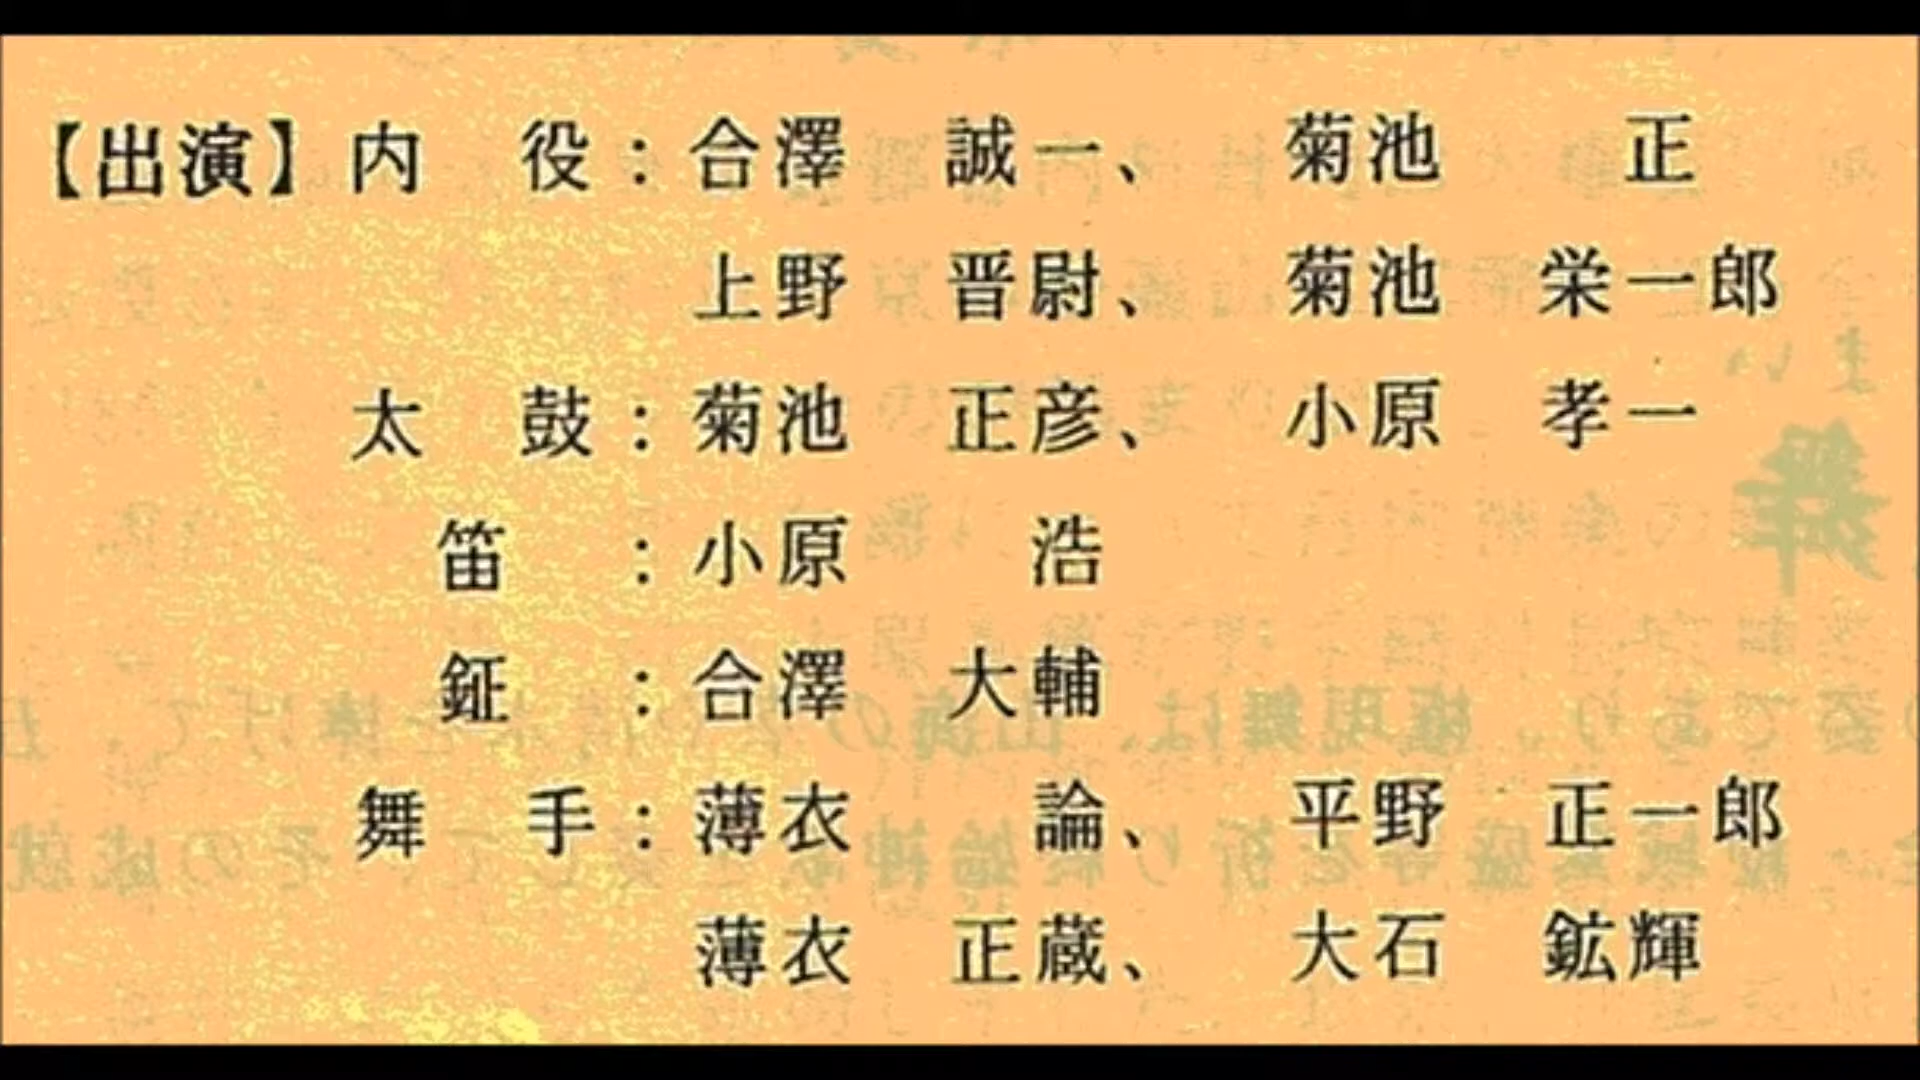 【出演】内　役：合澤　誠一、　菊池　　正
上野　晋尉、　菊池　栄一郎
太　鼓：菊池　正彦、　小原　孝一
笛　：小原　　浩
鉦　：合澤　大輔
舞　手：薄衣　　論、　平野　正一郎
薄衣　正蔵、　大石　鉱輝